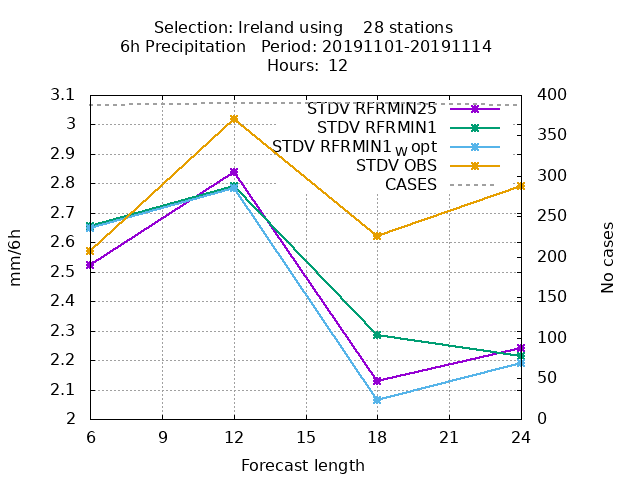 Selection: Ireland using    28 stations
6h Precipitation   Period: 20191101-20191114
Hours:  12
3.1
3
2.9
2.8
2.7
2.6
2.5
2.4
2.3
2.2
2.1
2
mm/6h
STDV RFRMIN25
STDV RFRMIN1
STDV RFRMIN1wopt
STDV OBS
CASES
400
350
300
250
200
150
100
50
0
No cases
6 9 12 15 18 21 24
Forecast length